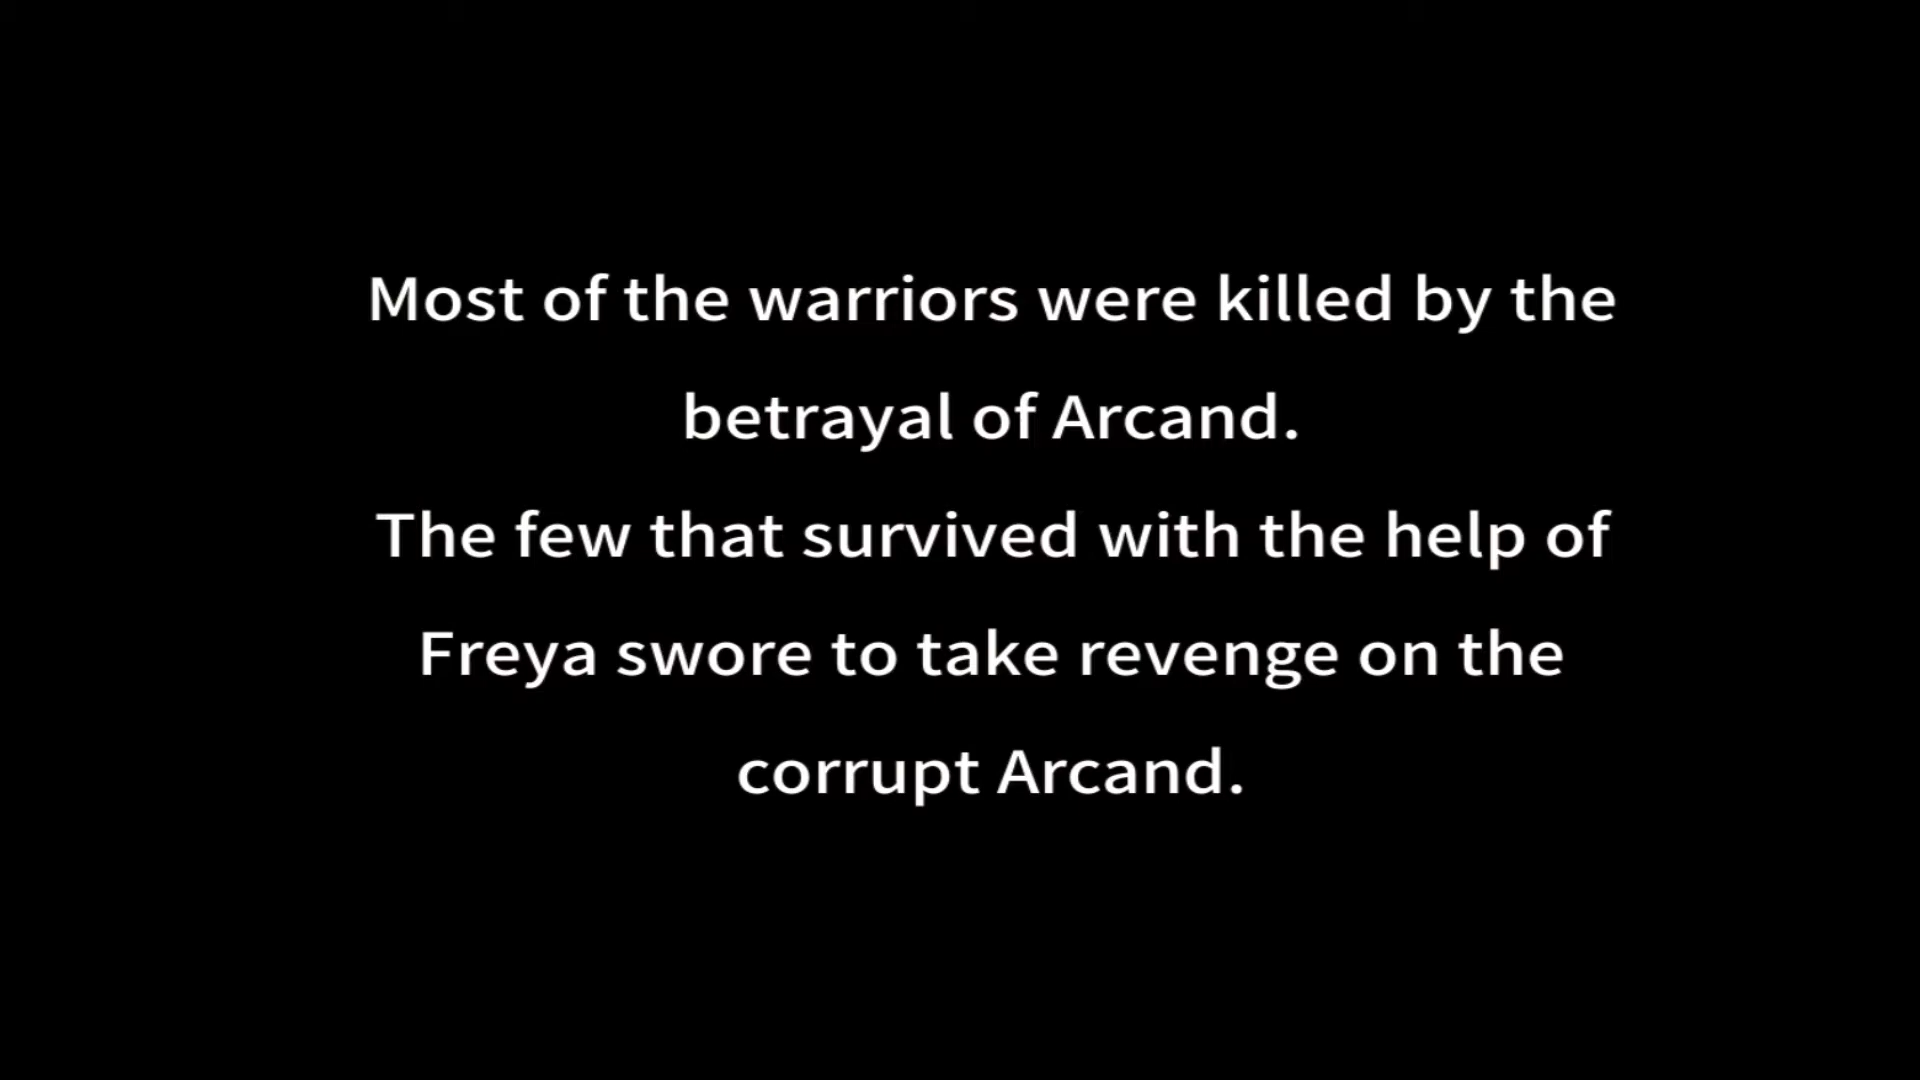 Most of the warriors were killed by the
betrayal of Arcand.
The few that survived with the help of
Freya swore to take revenge on the
corrupt Arcand.